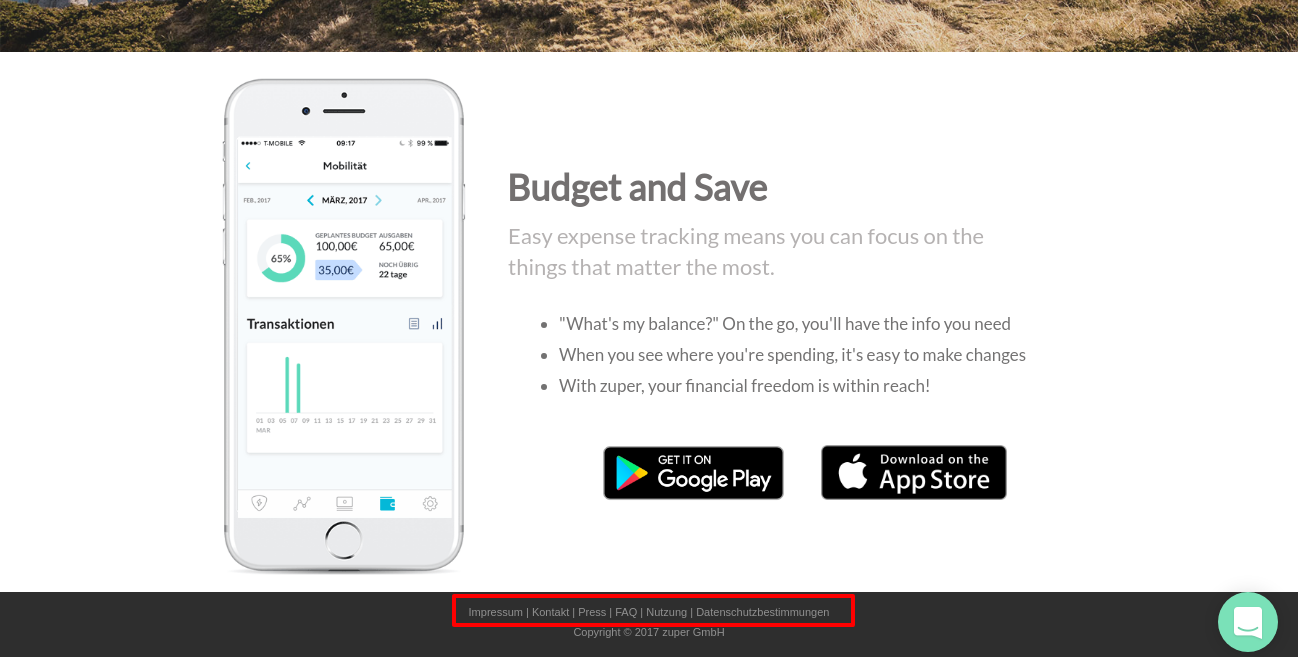 T-MOBILE 09:17 99 %
Mobilität
FEB., 2017 MÄRZ, 2017 APR., 2017
GEPLANTES BUDGET AUSGABEN
100,00€ 65,00€
65%
35,00€
NOCH ÜBRIG
22 tage
Transaktionen
01 03 05 07 09 11 13 15 17 19 21 23 25 27 29 31
MAR
Budget and Save
Easy expense tracking means you can focus on the
things that matter the most.
"What's my balance?" On the go, you'll have the info you need
When you see where you're spending, it's easy to make changes
With zuper, your financial freedom is within reach!
GET IT ON
Google Play
Download on the
App Store
Impressum | Kontakt | Press | FAQ | Nutzung | Datenschutzbestimmungen
Copyright © 2017 zuper GmbH